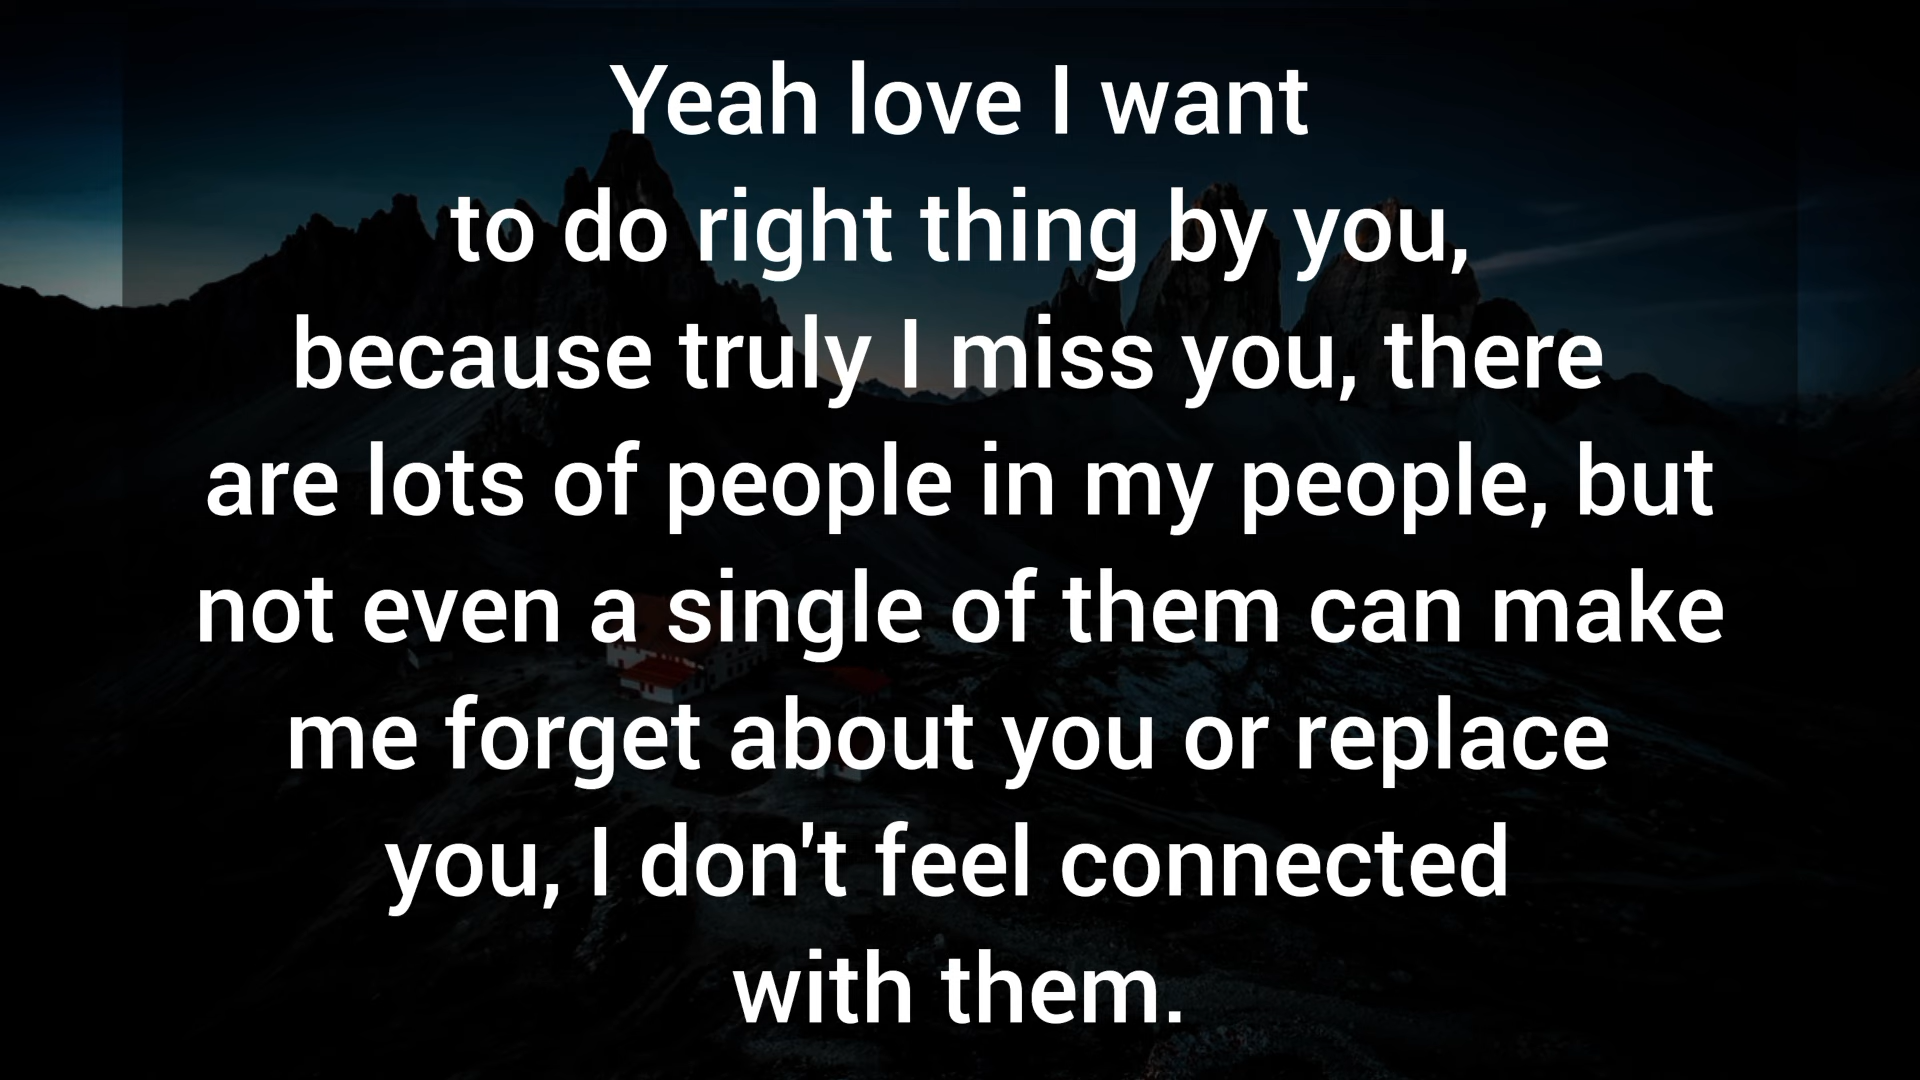 Yeah love I want
to do right thing by you,
because truly I miss you, there
are lots of people in my people, but
not even a single of them can make
me forget about you or replace
you, I don't feel connected
with them.